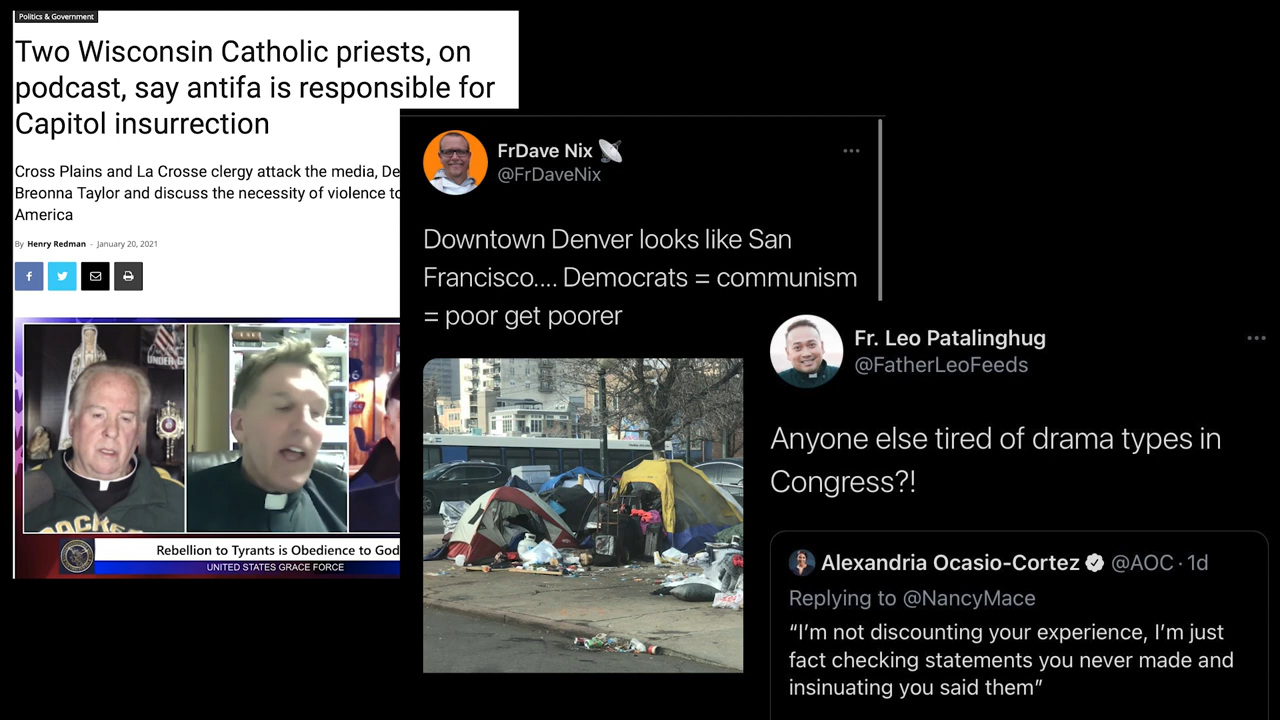 Politics & Government
Two Wisconsin Catholic priests, on
podcast, say antifa is responsible for
Capitol insurrection
Cross Plains and La Crosse clergy attack the media, De
Breonna Taylor and discuss the necessity of violence to
America
By Henry Redman - January 20, 2021
UNDER G
OCKE
Rebellion to Tyrants is Obedience to God
UNITED STATES GRACE FORCE
FrDave Nix
@FrDaveNix
Downtown Denver looks like San
Francisco.... Democrats = communism
= poor get poorer
Fr. Leo Patalinghug
@FatherLeoFeeds
Anyone else tired of drama types in
Congress?!
Alexandria Ocasio-Cortez @AOC · 1d
Replying to @NancyMace
“I’m not discounting your experience, I’m just
fact checking statements you never made and
insinuating you said them”